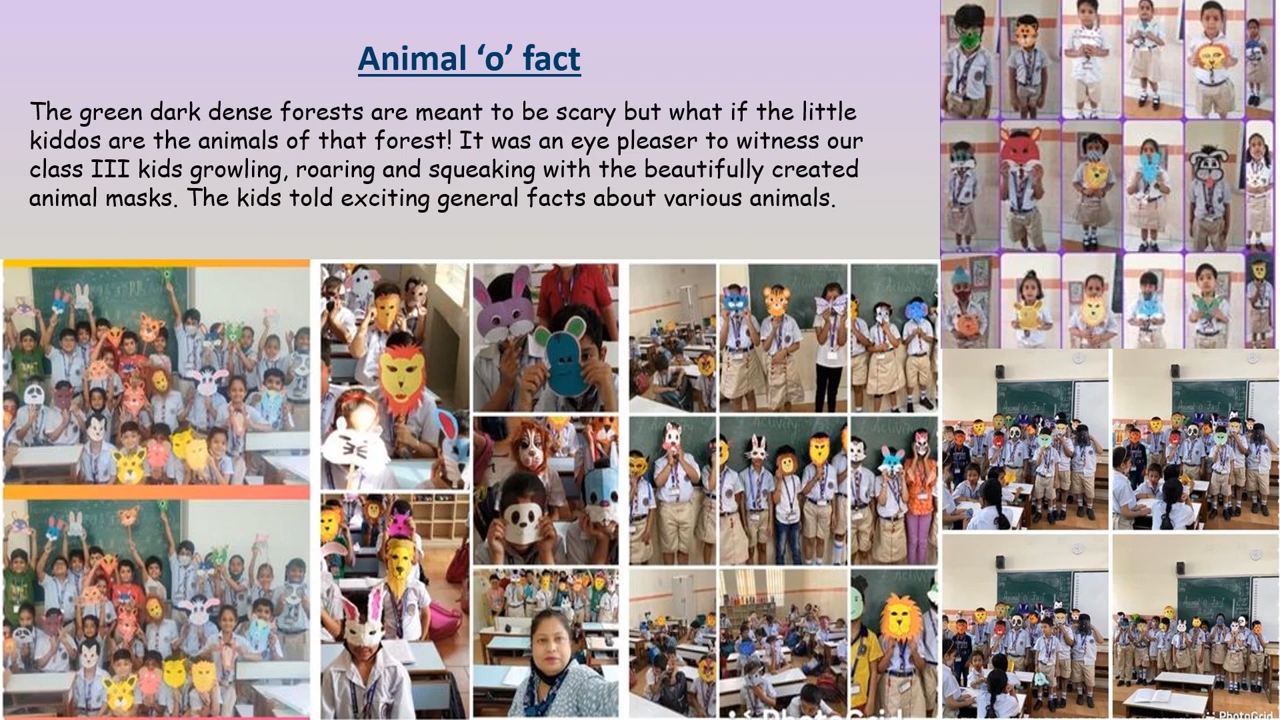 Animal ‘o’ fact
The green dark dense forests are meant to be scary but what if the little
kiddos are the animals of that forest! It was an eye pleaser to witness our
class III kids growling, roaring and squeaking with the beautifully created
animal masks. The kids told exciting general facts about various animals.
Activity
PhotoGrid
PhotoGrid